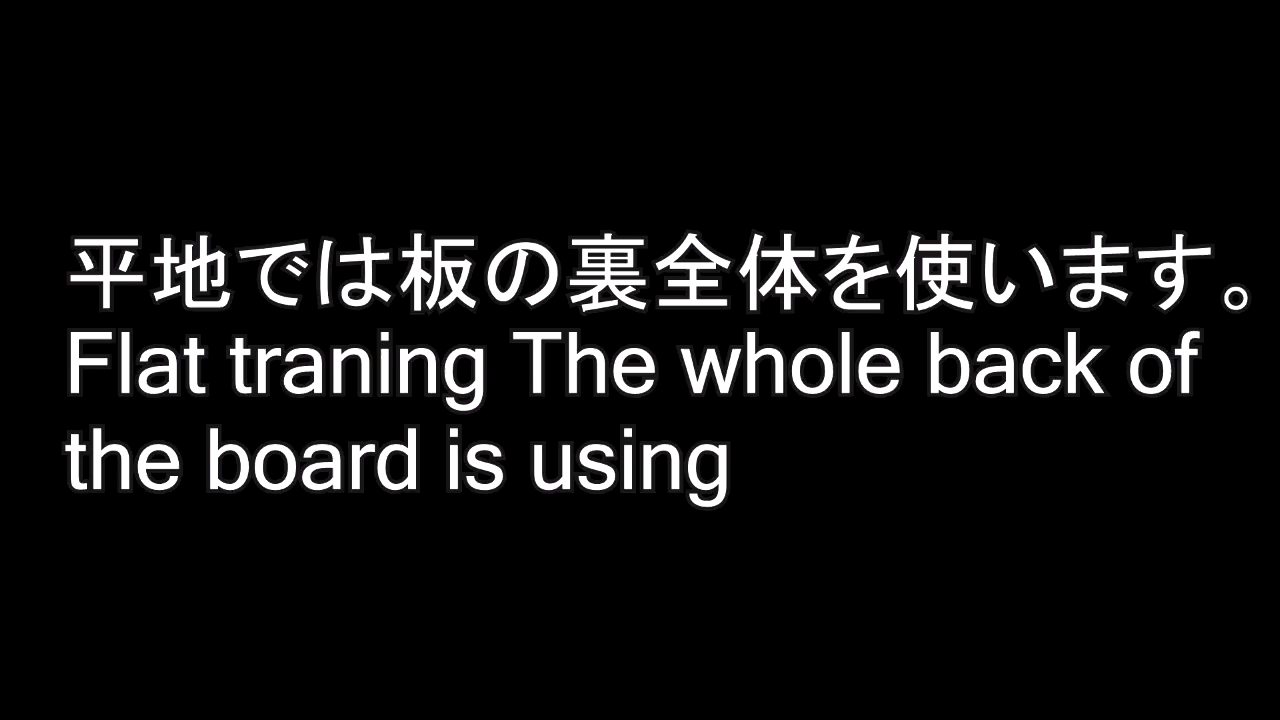 平地では板の裏全体を使います。
Flat traning The whole back of
the board is using